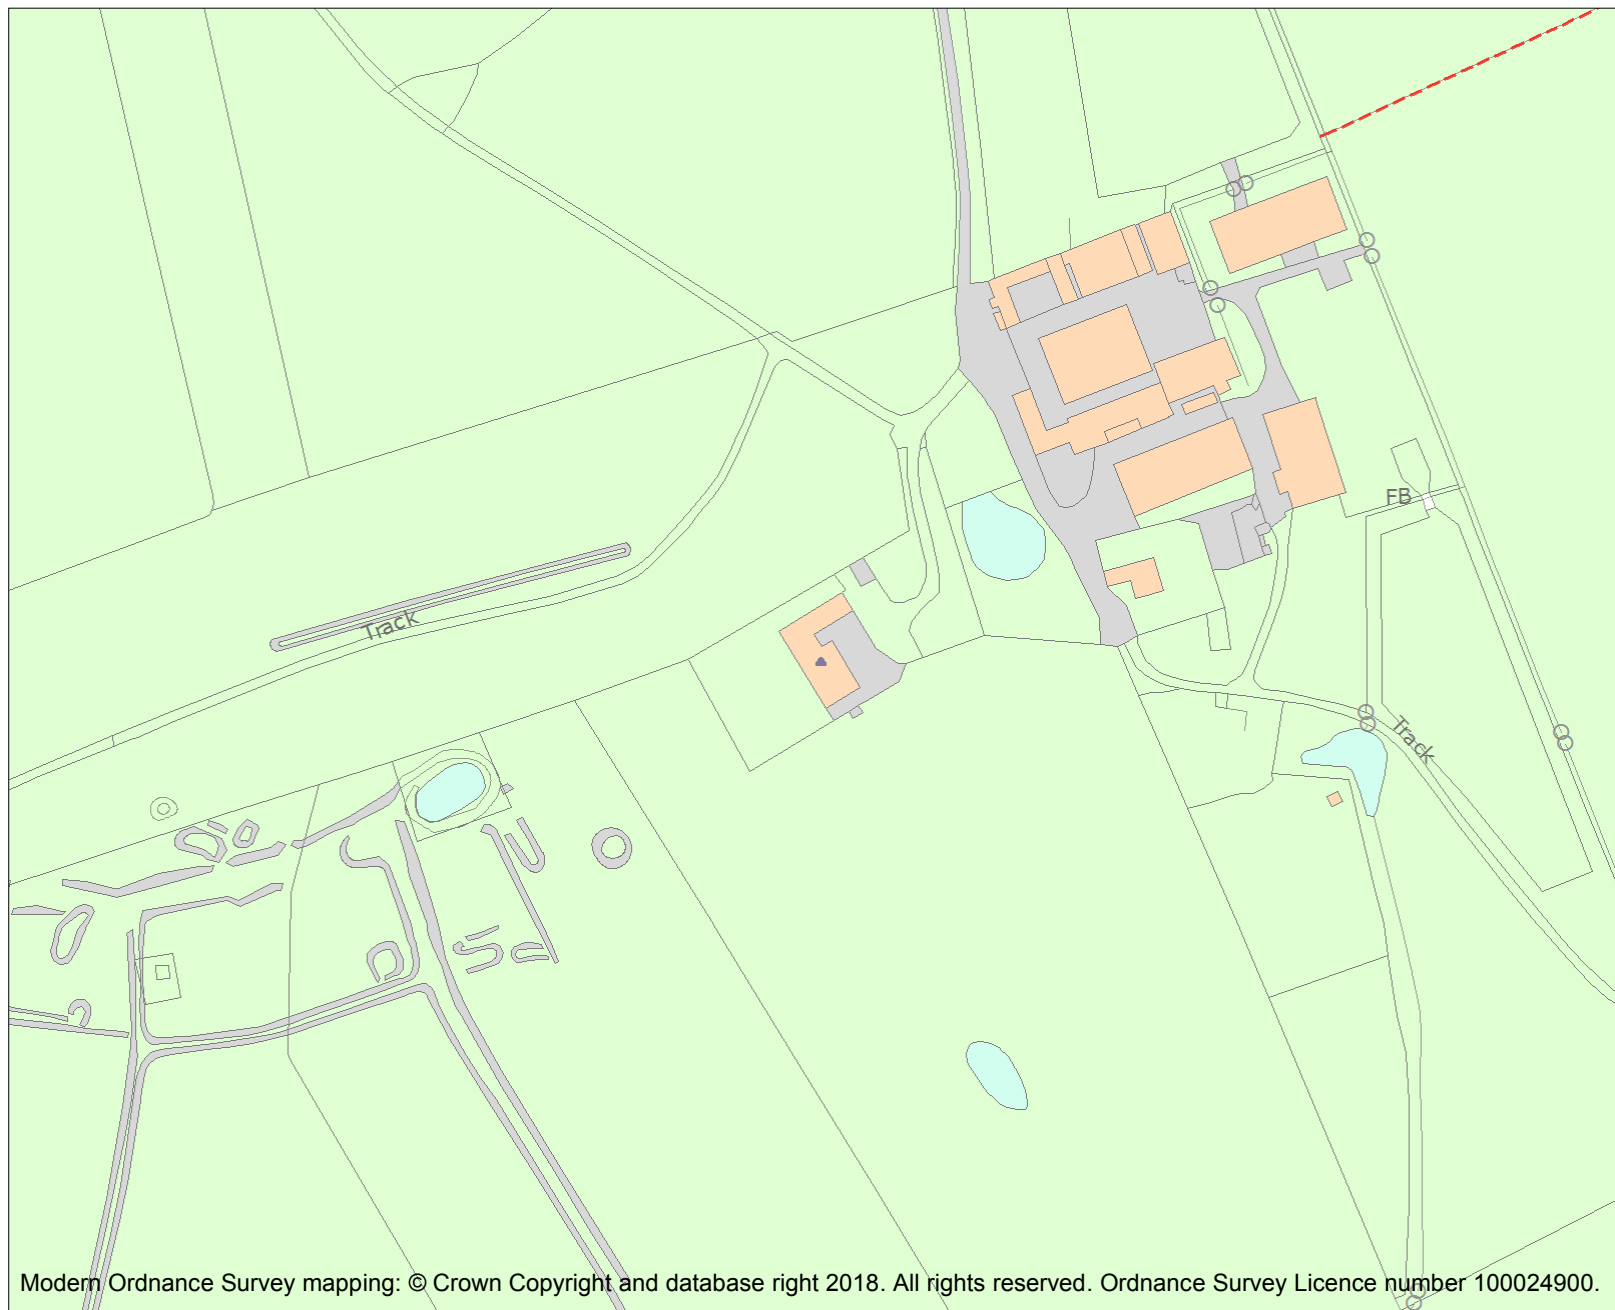 FB
Track
Track
Modern Ordnance Survey mapping: © Crown Copyright and database right 2018. All rights reserved. Ordnance Survey Licence number 100024900.